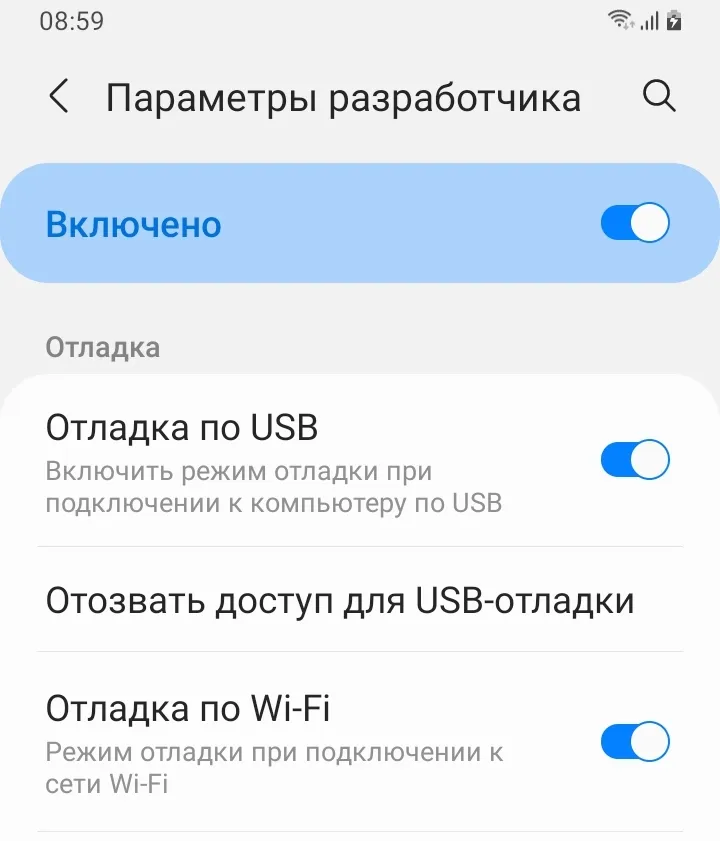 08:59
Параметры разработчика
Включено
Отладка
Отладка по USB
Включить режим отладки при
подключении к компьютеру по USB
Отозвать доступ для USB-отладки
Отладка по Wi-Fi
Режим отладки при подключении к
сети Wi-Fi